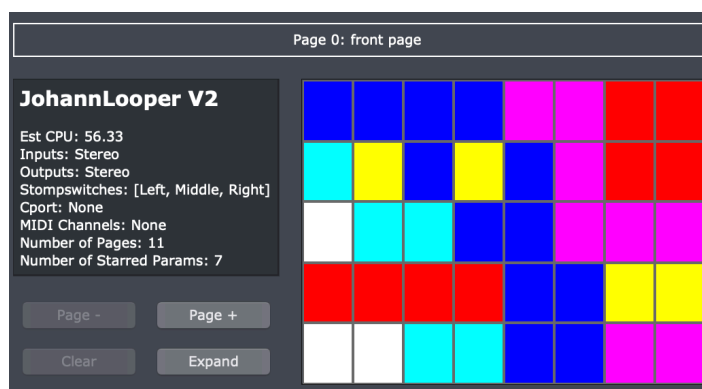 Page 0: front page
JohannLooper V2
Est CPU: 56.33
Inputs: Stereo
Outputs: Stereo
Stompswitches: [Left, Middle, Right]
Cport: None
MIDI Channels: None
Number of Pages: 11
Number of Starred Params: 7
Page -
Page +
Clear
Expand